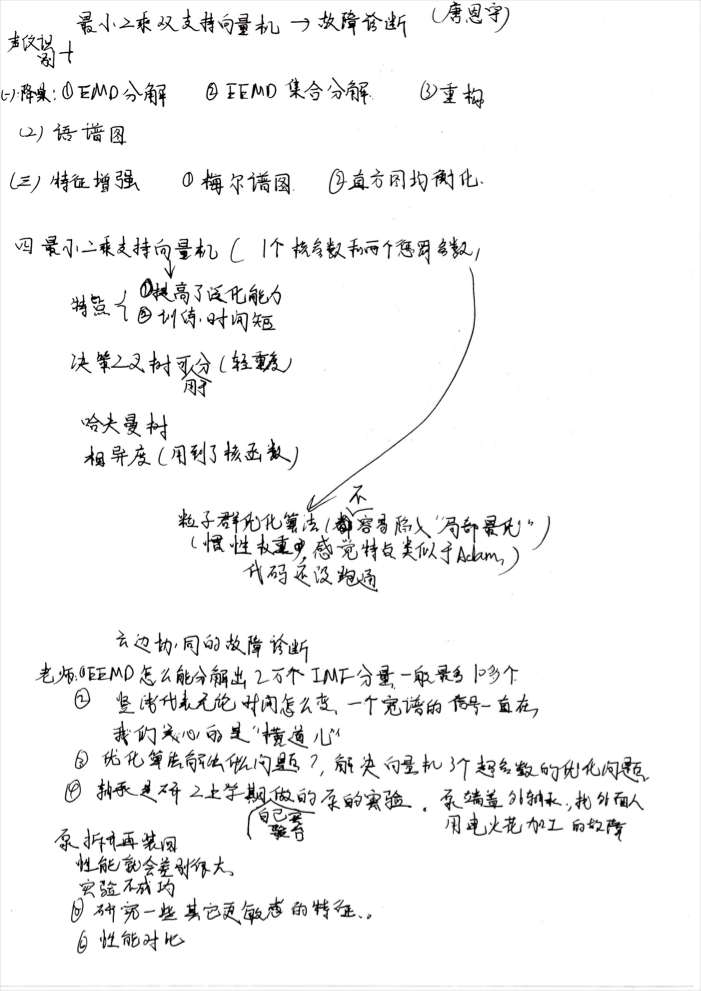 最小二乘双支持向量机 → 故障诊断 (唐恩宇)
声纹识别 +
(一) 降噪: ① EMD分解 ② EEMD 集合分解 ③ 重构
(2) 语谱图
(三) 特征增强 ① 梅尔谱图 ② 直方图均衡化.
四 最小二乘支持向量机 ( 1个核参数和两个惩罚参数)
特点 { ① 提高了泛化能力
② 训练时间短
决策二叉树可分 (轻重度)
用于
哈夫曼树
相异度 (用到了核函数)
不
粒子群优化算法 (容易陷入 "局部最优")
(惯性权重, 感觉特点类似于Adam,)
代码还没跑通
云边协同的故障诊断
老师: ① EEMD 怎么能分解出 2万个 IMF分量, 一般最多 10多个
② 竖道代表无论时间怎么变, 一个宽谱的信号一直在,
我们关心的是 "横道儿"
③ 优化算法解决什么问题?, 解决向量机 3个超参数的优化问题.
④ 轴承是研2上学期做的泵的实验. 泵端盖外轴承, 找外面人
自己实验台
用电火花加工的故障
泵拆开再装回
性能就会差别很大.
实验不成功
⑤ 研究一些其它更敏感的特征..
⑥ 性能对比